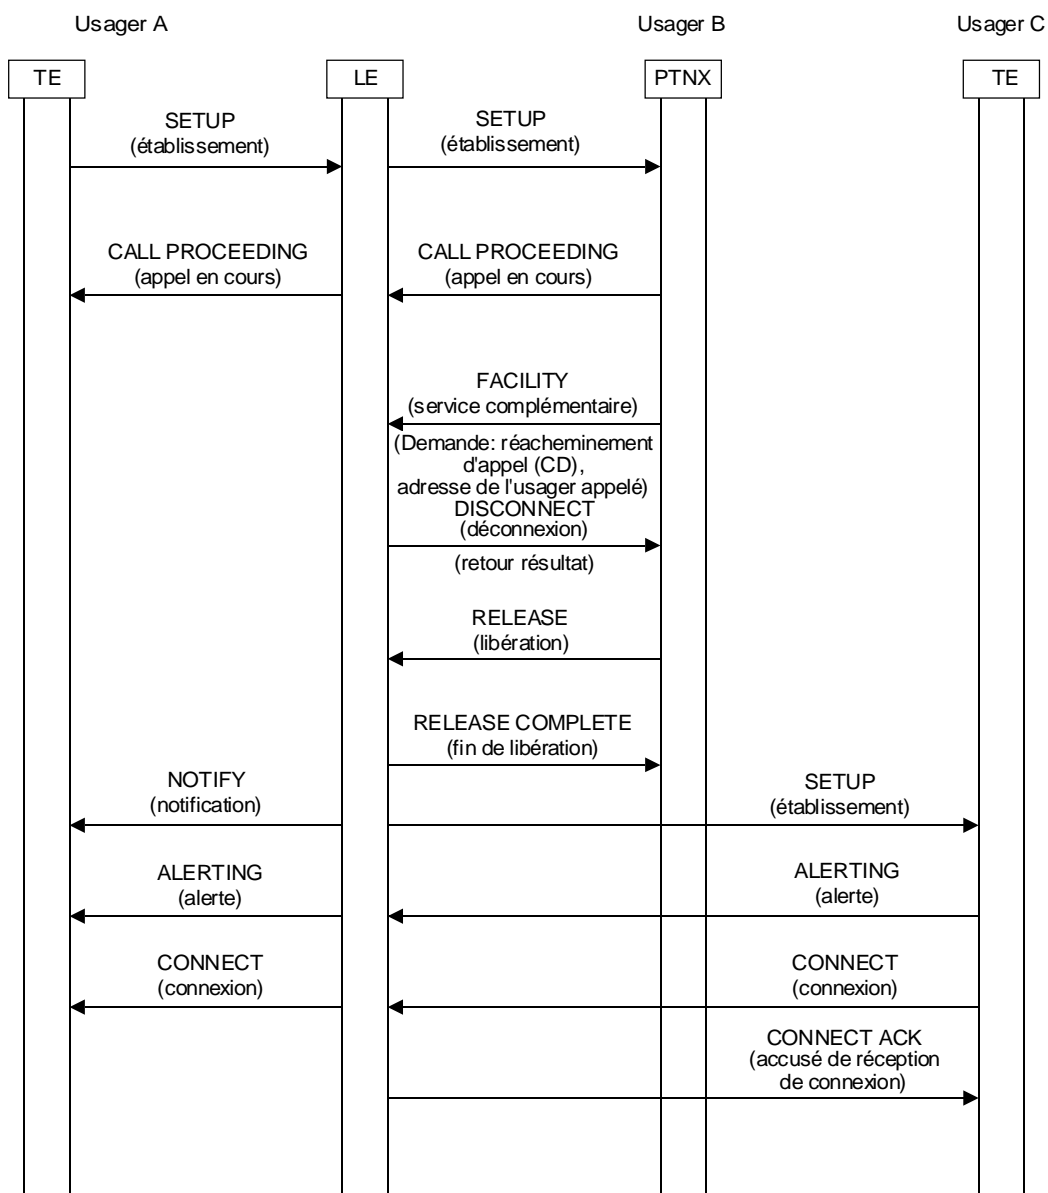 Usager A
Usager B
Usager C
TE
LE
PTNX
TE
SETUP
(établissement)
SETUP
(établissement)
CALL PROCEEDING
(appel en cours)
CALL PROCEEDING
(appel en cours)
FACILITY
(service complémentaire)
(Demande: réacheminement
d'appel (CD),
adresse de l'usager appelé)
DISCONNECT
(déconnexion)
(retour résultat)
RELEASE
(libération)
RELEASE COMPLETE
(fin de libération)
NOTIFY
(notification)
SETUP
(établissement)
ALERTING
(alerte)
ALERTING
(alerte)
CONNECT
(connexion)
CONNECT
(connexion)
CONNECT ACK
(accusé de réception
de connexion)